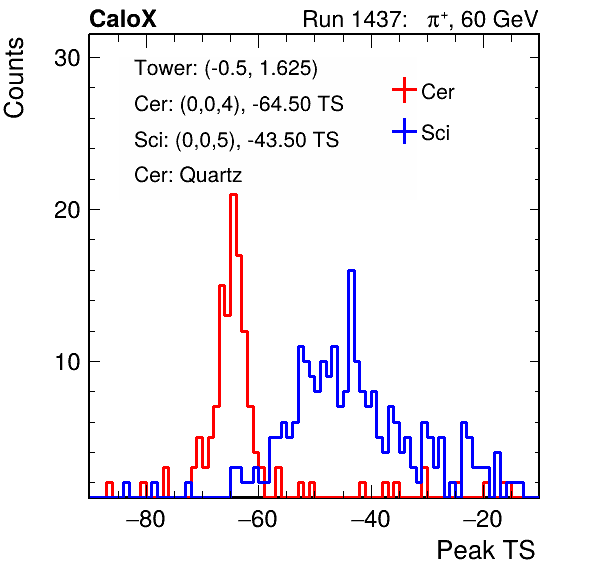 CaloX Run 1437: π⁺, 60 GeV
Counts
30
20
10
Tower: (-0.5, 1.625)
Cer: (0,0,4), -64.50 TS
Sci: (0,0,5), -43.50 TS
Cer: Quartz
Cer
Sci
−80 −60 −40 −20
Peak TS